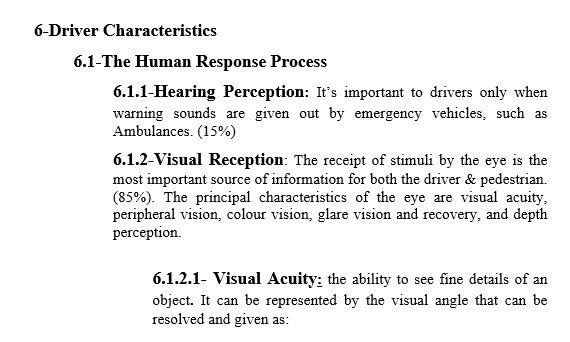 6-Driver Characteristics
6.1-The Human Response Process
6.1.1-Hearing Perception: It's important to drivers only when
warning sounds are given out by emergency vehicles, such as
Ambulances. (15%)
6.1.2-Visual Reception: The receipt of stimuli by the eye is the
most important source of information for both the driver & pedestrian.
(85%). The principal characteristics of the eye are visual acuity,
peripheral vision, colour vision, glare vision and recovery, and depth
perception.
6.1.2.1- Visual Acuity: the ability to see fine details of an
object. It can be represented by the visual angle that can be
resolved and given as: